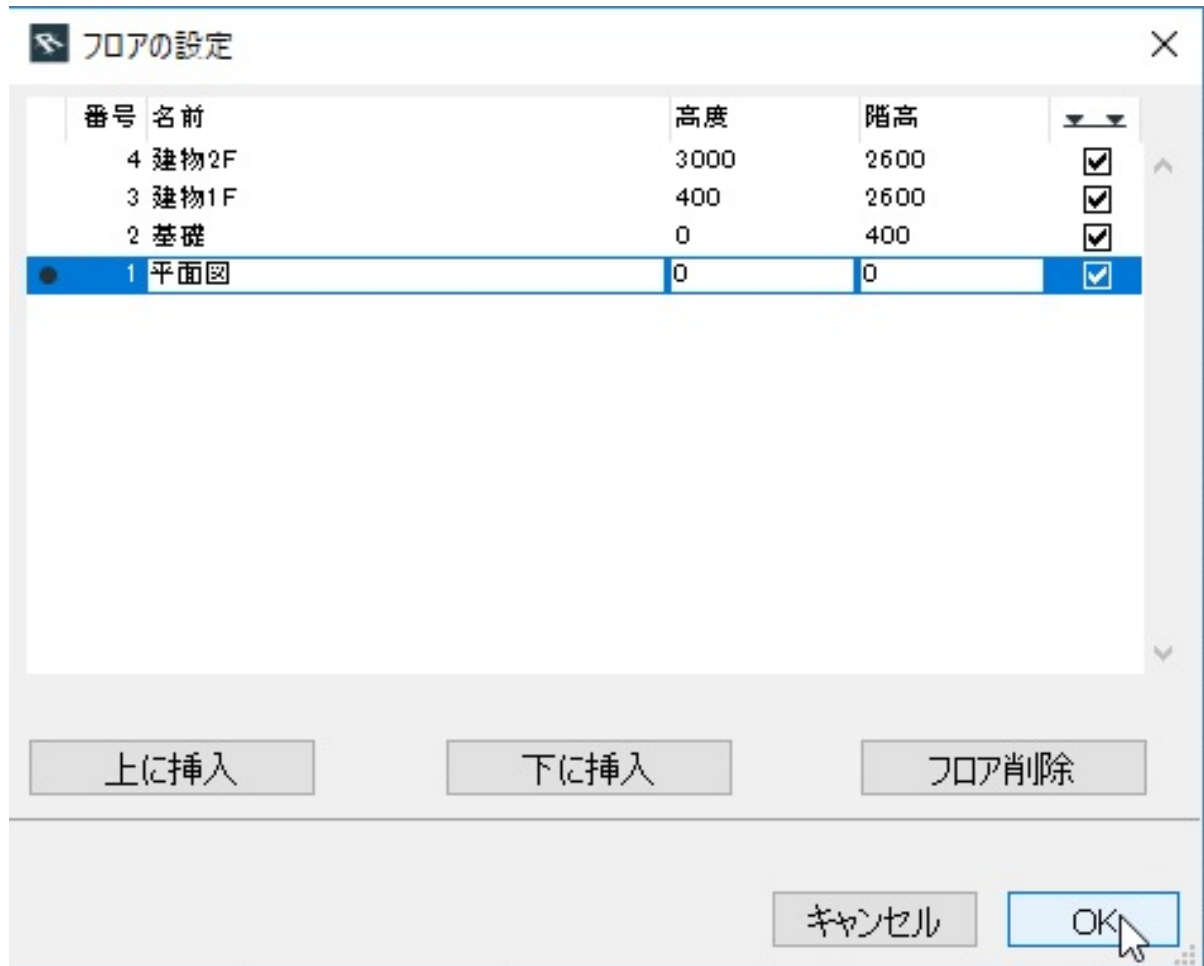 フロアの設定
番号 名前 高度 階高
4 建物2F 3000 2600
3 建物1F 400 2600
2 基礎 0 400
1 平面図 0 0
上に挿入 下に挿入 フロア削除
キャンセル OK